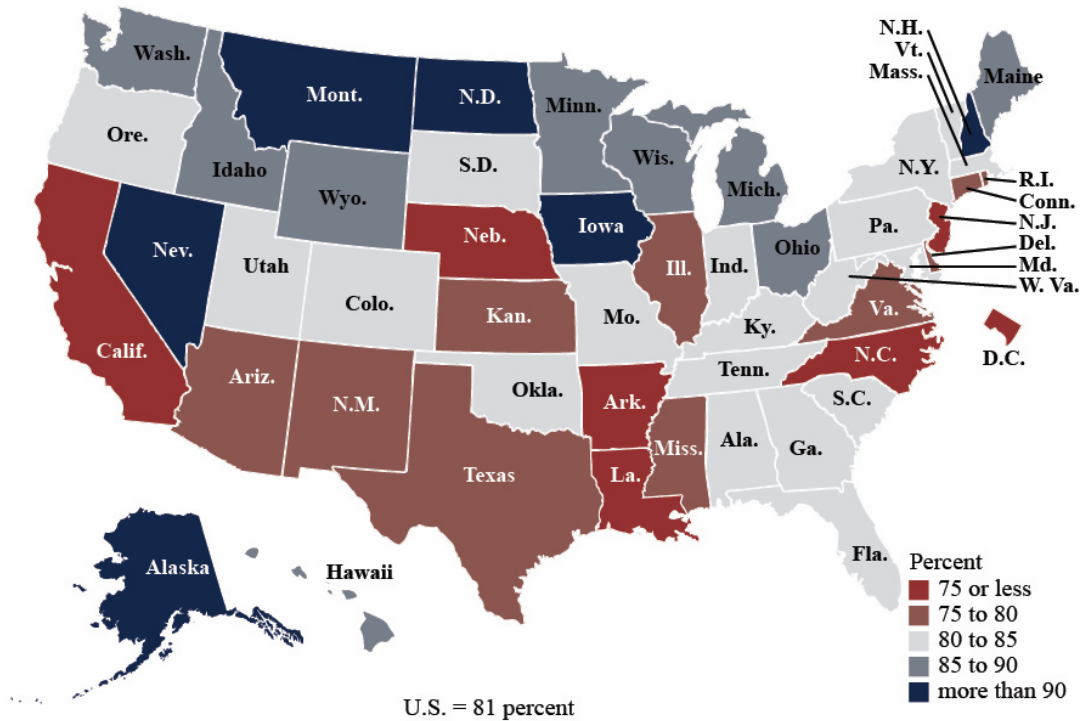 N.H.
Vt.
Mass.
Wash.
Mont.
N.D.
Minn.
Maine
Ore.
Idaho
S.D.
Wis.
N.Y.
Wyo.
Mich.
R.I.
Conn.
Nev.
Neb.
Iowa
Pa.
N.J.
Ohio
Del.
Utah
Ill.
Ind.
Md.
W. Va.
Colo.
Kan.
Mo.
Ky.
Va.
Calif.
N.C.
D.C.
Ariz.
N.M.
Okla.
Ark.
Tenn.
S.C.
Texas
La.
Miss.
Ala.
Ga.
Fla.
Alaska
Hawaii
Percent
75 or less
75 to 80
80 to 85
85 to 90
more than 90
U.S. = 81 percent